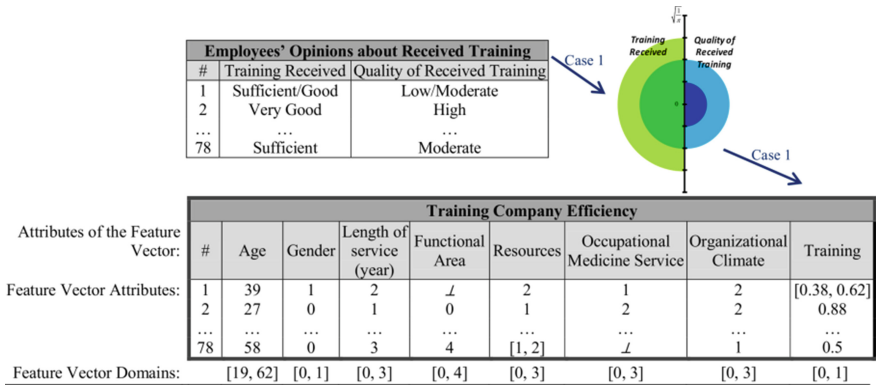 Employees' Opinions about Received Training
# Training Received Quality of Received Training
1 Sufficient/Good Low/Moderate
2 Very Good High
... ... ...
78 Sufficient Moderate
Case 1
Training Received
Quality of Received Training
0
Case 1
Training Company Efficiency
Attributes of the Feature Vector:
# Age Gender Length of service (year) Functional Area Resources Occupational Medicine Service Organizational Climate Training
Feature Vector Attributes:
1 39 1 2 ⊥ 2 1 2 [0.38, 0.62]
2 27 0 1 0 1 2 2 0.88
... ... ... ... ... ... ... ... ...
78 58 0 3 4 [1, 2] ⊥ 1 0.5
Feature Vector Domains: [19, 62] [0, 1] [0, 3] [0, 4] [0, 3] [0, 3] [0, 3] [0, 1]